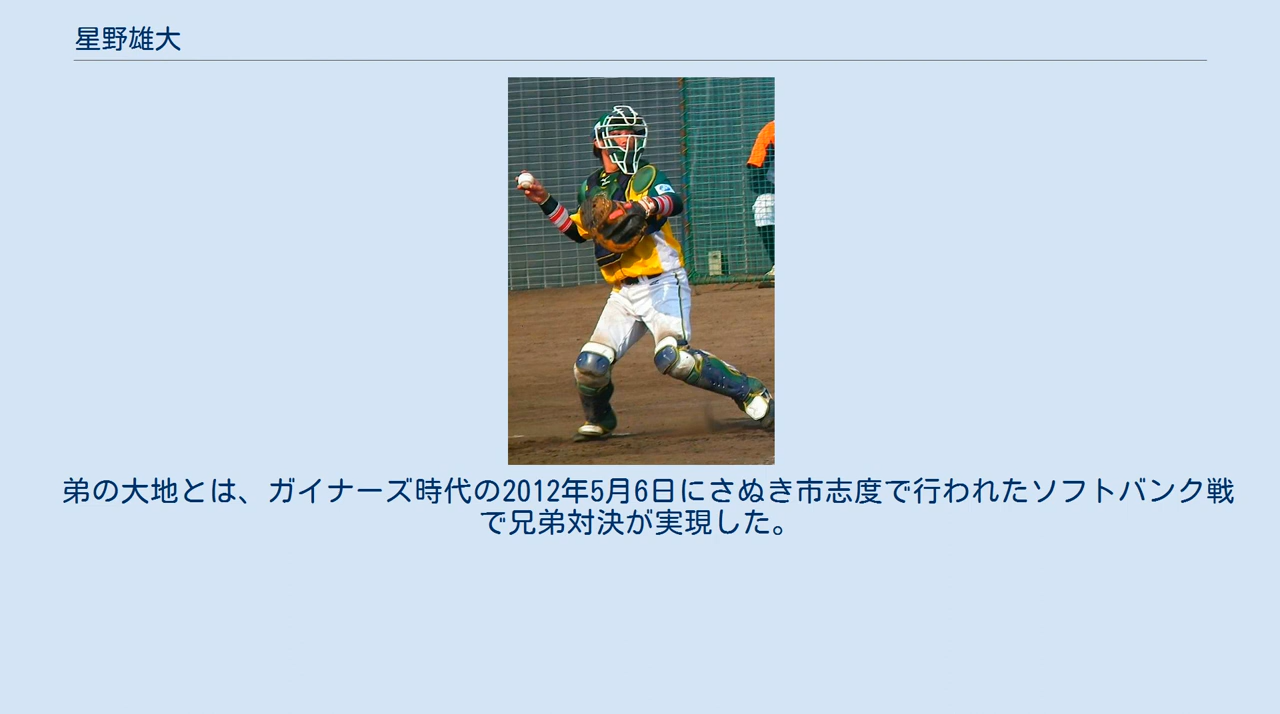 星野雄大
弟の大地とは、ガイナーズ時代の2012年5月6日にさぬき市志度で行われたソフトバンク戦
で兄弟対決が実現した。